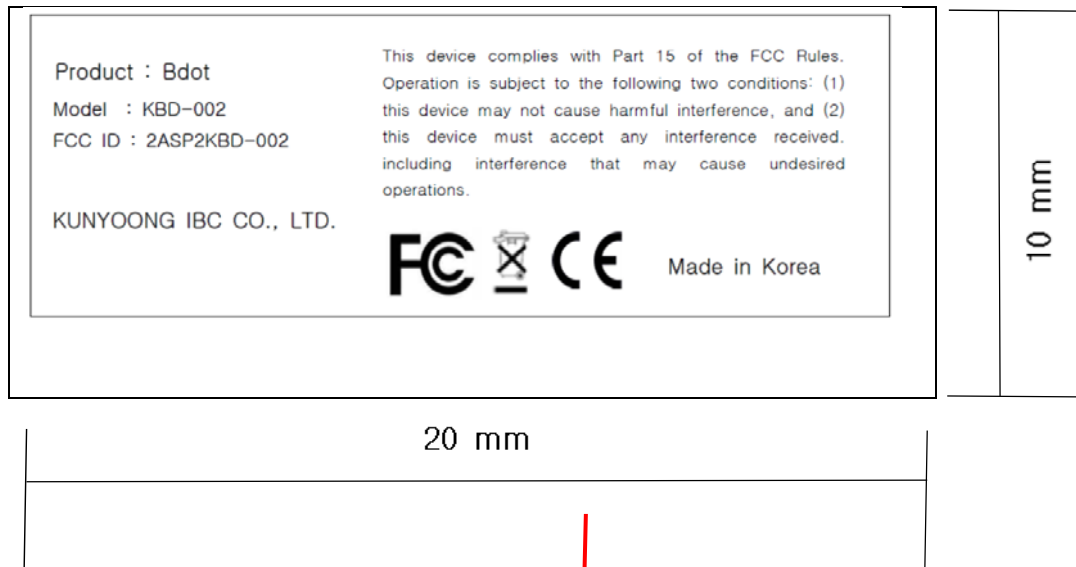 Product : Bdot
Model : KBD-002
FCC ID : 2ASP2KBD-002
KUNYOONG IBC CO., LTD.
This device complies with Part 15 of the FCC Rules.
Operation is subject to the following two conditions: (1)
this device may not cause harmful interference, and (2)
this device must accept any interference received.
including interference that may cause undesired
operations.
FC CE Made in Korea
10 mm
20 mm